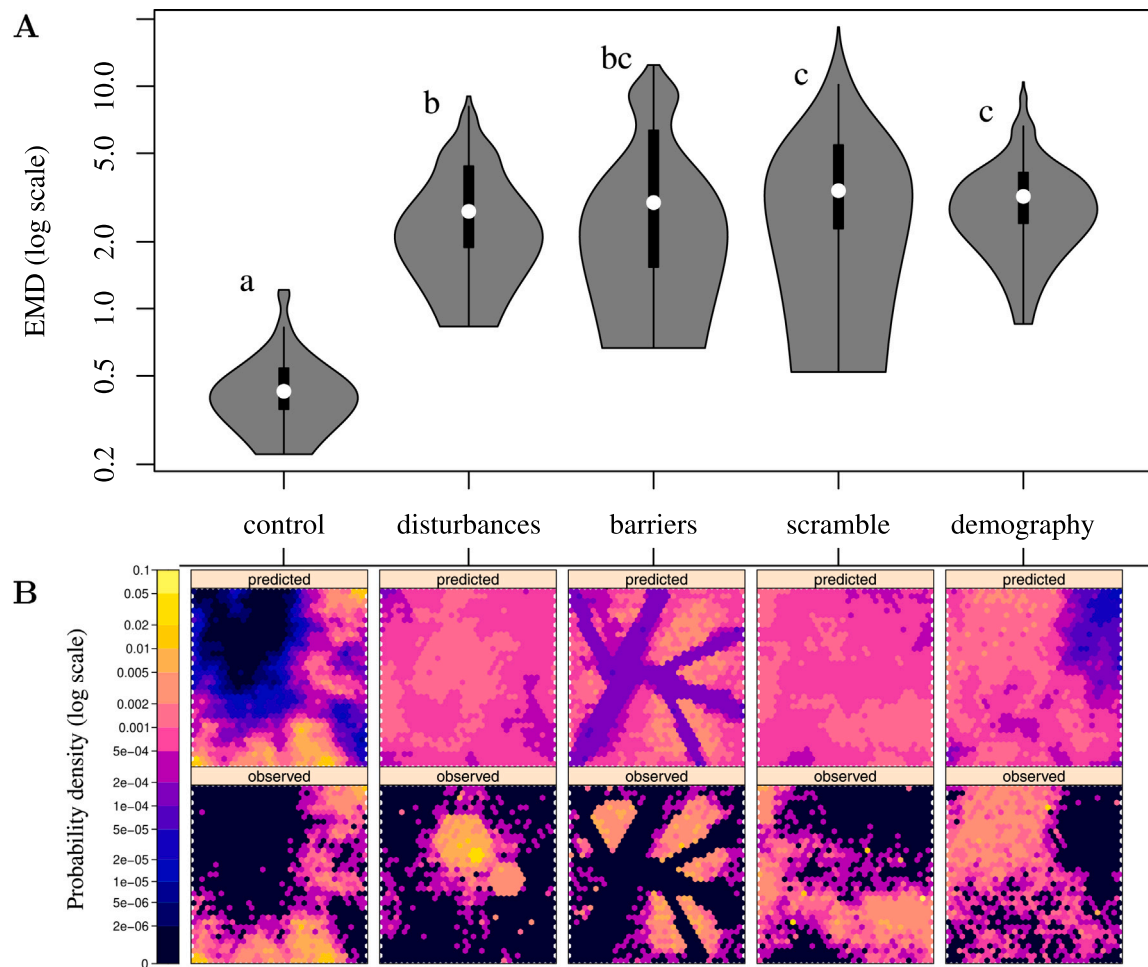 A
EMD (log scale)
10.0
5.0
2.0
1.0
0.5
0.2
a
b
bc
c
c
control disturbances barriers scramble demography
B
Probability density (log scale)
0.1
0.05
0.02
0.01
0.005
0.002
0.001
5e−04
2e−04
1e−04
5e−05
2e−05
1e−05
5e−06
2e−06
0
predicted predicted predicted predicted predicted
observed observed observed observed observed